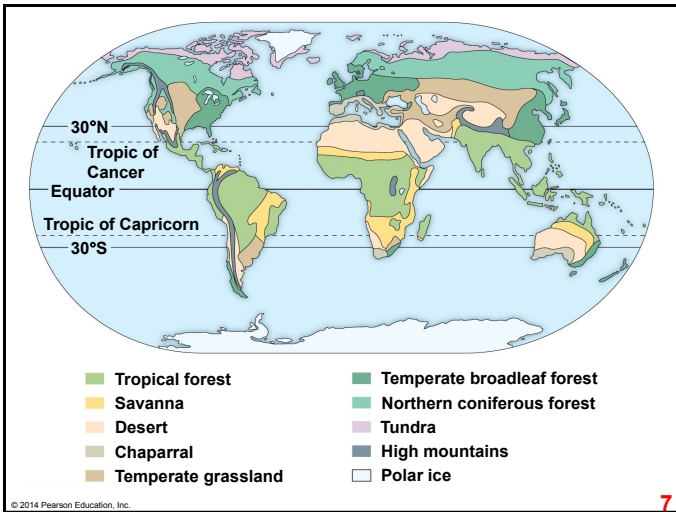 30°N
Tropic of
Cancer
Equator
Tropic of Capricorn
30°S
Tropical forest
Savanna
Desert
Chaparral
Temperate grassland
Temperate broadleaf forest
Northern coniferous forest
Tundra
High mountains
Polar ice
© 2014 Pearson Education, Inc.
7